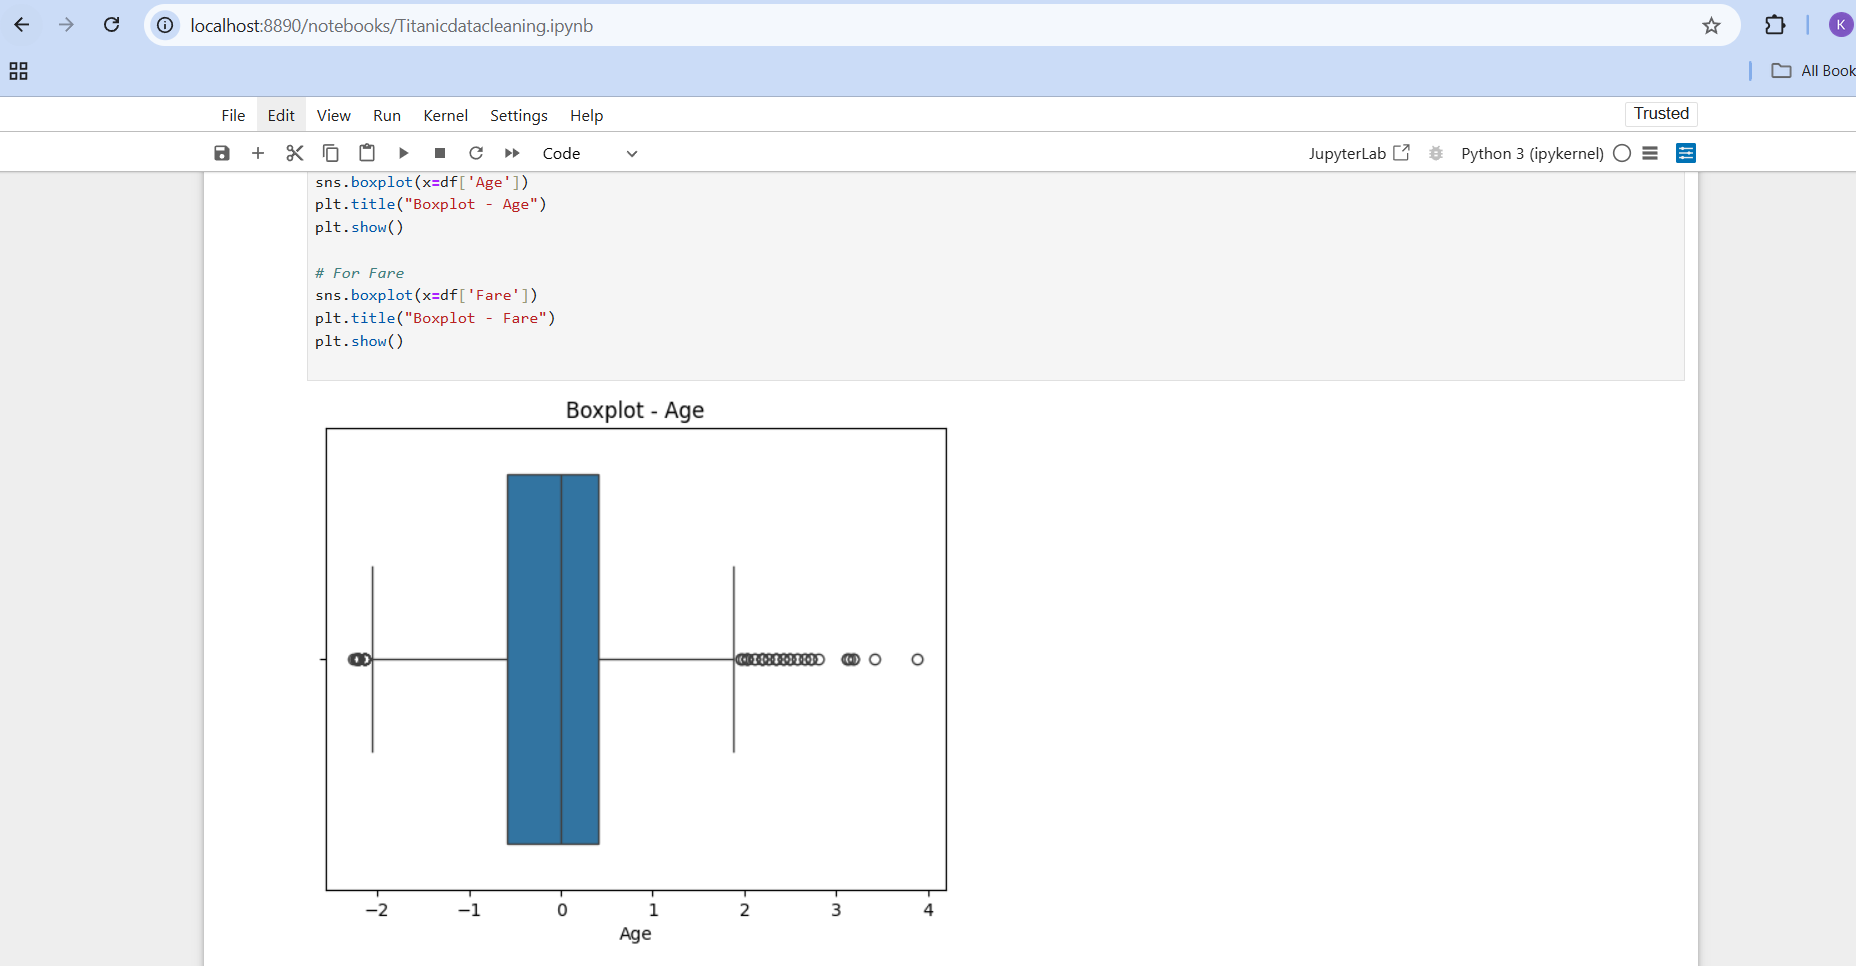 localhost:8890/notebooks/Titanicdatacleaning.ipynb
K
All Book
File Edit View Run Kernel Settings Help
Trusted
Code
JupyterLab
Python 3 (ipykernel)
sns.boxplot(x=df['Age'])
plt.title("Boxplot - Age")
plt.show()
# For Fare
sns.boxplot(x=df['Fare'])
plt.title("Boxplot - Fare")
plt.show()
Boxplot - Age
−2 −1 0 1 2 3 4
Age